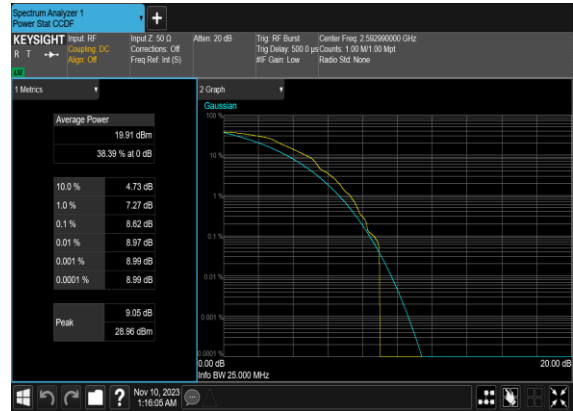 Spectrum Analyzer 1
Power Stat CCDF
+
KEYSIGHT
R T
LW
Input: RF
Coupling: DC
Align: Off
Input Z: 50 Ω
Corrections: Off
Freq Ref: Int (S)
Atten: 20 dB
Trig: RF Burst
Trig Delay: 500.0 µs
#IF Gain: Low
Center Freq: 2.592990000 GHz
Counts: 1.00 M/1.00 Mpt
Radio Std: None
1 Metrics
Average Power
19.91 dBm
38.39 % at 0 dB
10.0 % 4.73 dB
1.0 % 7.27 dB
0.1 % 8.62 dB
0.01 % 8.97 dB
0.001 % 8.99 dB
0.0001 % 8.99 dB
Peak
9.05 dB
28.96 dBm
2 Graph
Gaussian
100 %
10 %
1 %
0.1 %
0.01 %
0.001 %
0.0001 %
0.00 dB
20.00 dB
Info BW 25.000 MHz
?
Nov 10, 2023
1:16:05 AM